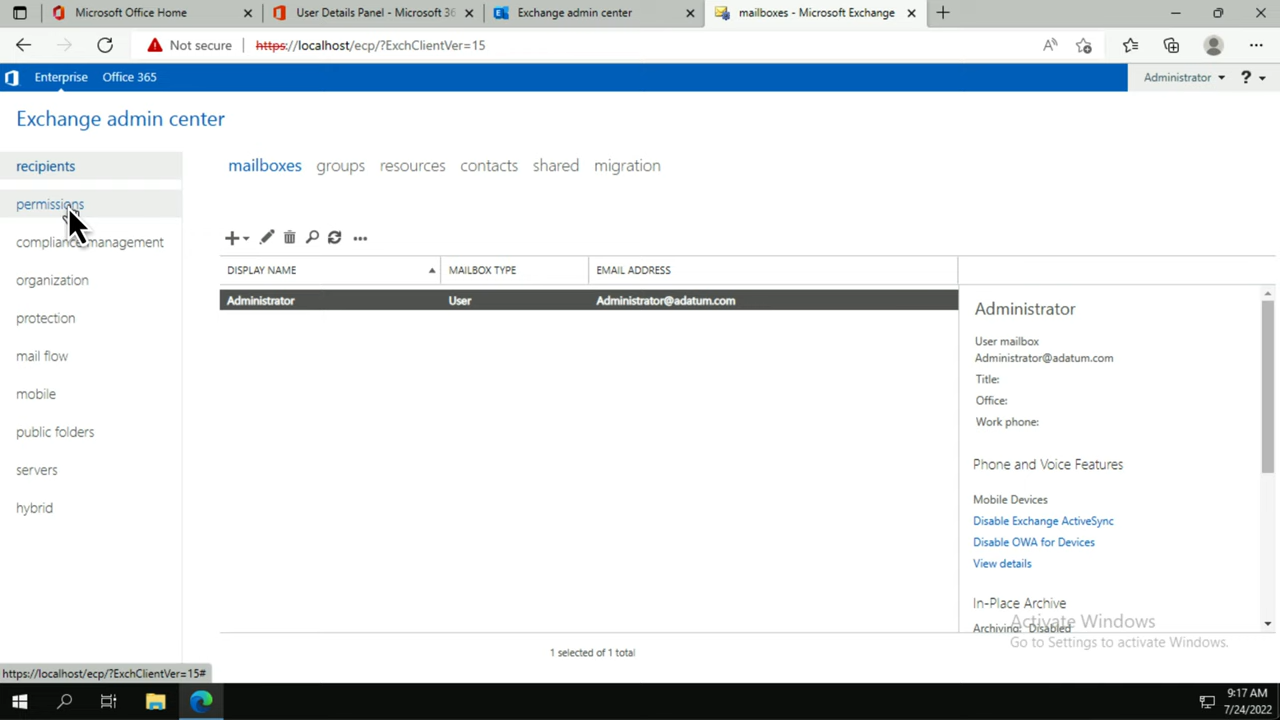 Microsoft Office Home
User Details Panel - Microsoft 36
Exchange admin center
mailboxes - Microsoft Exchange
Not secure
https://localhost/ecp/?ExchClientVer=15
Enterprise
Office 365
Administrator
?
Exchange admin center
recipients
permissions
compliance management
organization
protection
mail flow
mobile
public folders
servers
hybrid
mailboxes groups resources contacts shared migration
DISPLAY NAME MAILBOX TYPE EMAIL ADDRESS
Administrator User Administrator@adatum.com
Administrator
User mailbox
Administrator@adatum.com
Title:
Office:
Work phone:
Phone and Voice Features
Mobile Devices
Disable Exchange ActiveSync
Disable OWA for Devices
View details
In-Place Archive
Archiving: Disabled
Activate Windows
Go to Settings to activate Windows.
1 selected of 1 total
https://localhost/ecp/?ExchClientVer=15#
9:17 AM
7/24/2022